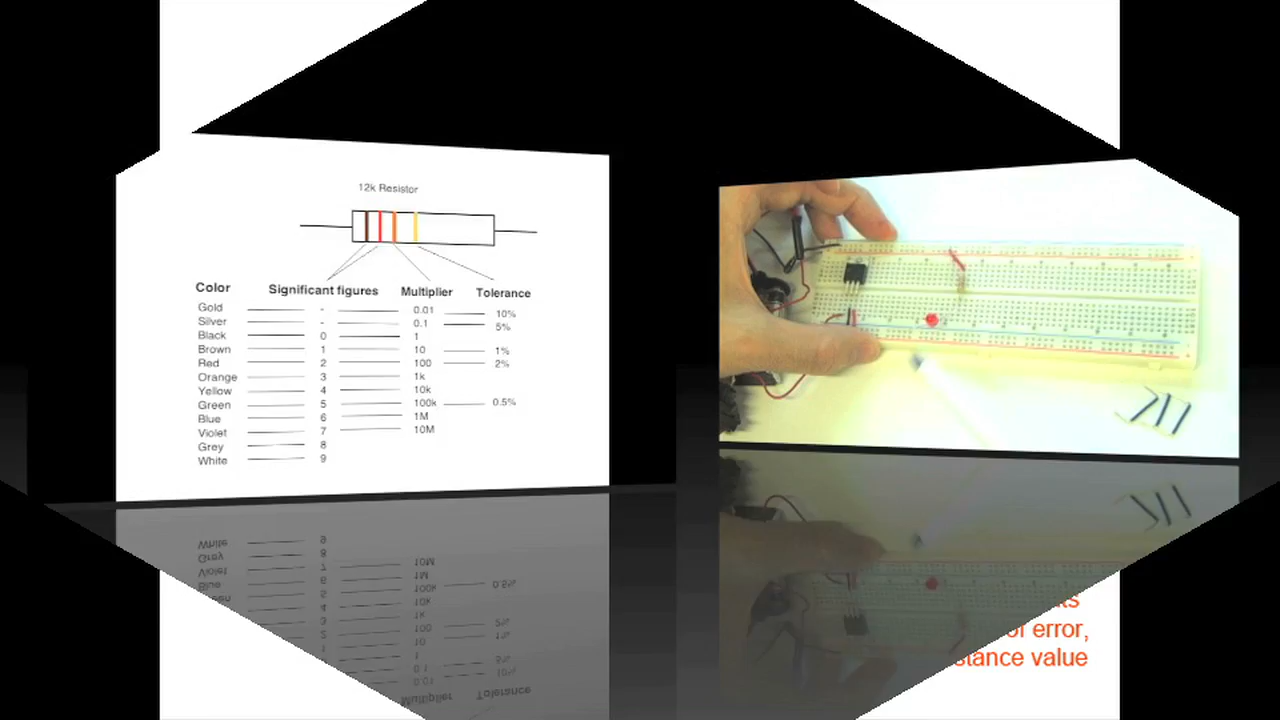 12k Resistor
Color Significant figures Multiplier Tolerance
Gold - 0.01 10%
Silver - 0.1 5%
Black 0 1
Brown 1 10 1%
Red 2 100 2%
Orange 3 1k
Yellow 4 10k
Green 5 100k 0.5%
Blue 6 1M
Violet 7 10M
Grey 8
White 9
of error,
stance value